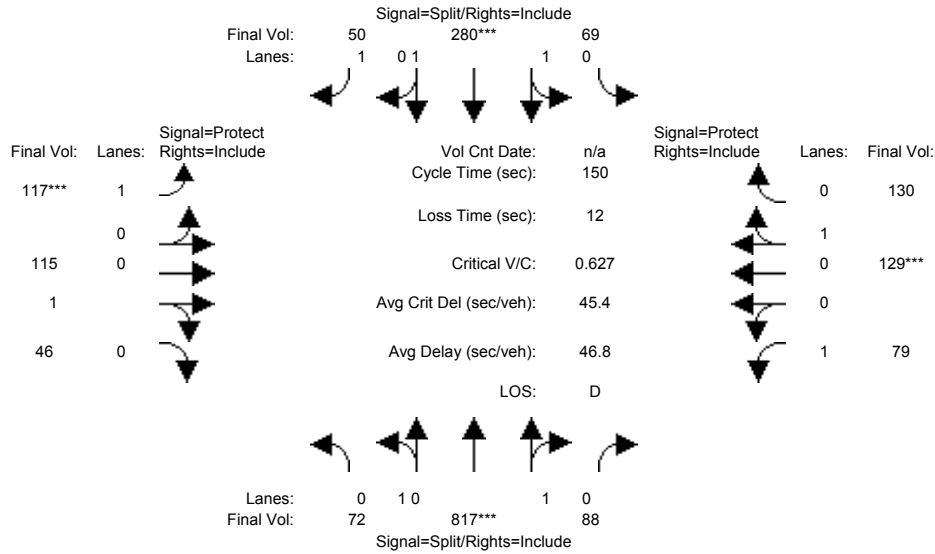 Signal=Split/Rights=Include
Final Vol: 50 280*** 69
Lanes: 1 0 1 1 0
Signal=Protect Signal=Protect
Final Vol: Lanes: Rights=Include Vol Cnt Date: n/a Rights=Include Lanes: Final Vol:
Cycle Time (sec): 150
117*** 1 0 130
Loss Time (sec): 12
0 1
115 0 Critical V/C: 0.627 0 129***
1 0 Avg Crit Del (sec/veh): 45.4 0
46 0 Avg Delay (sec/veh): 46.8 1 79
LOS: D
Lanes: 0 1 0 1 0
Final Vol: 72 817*** 88
Signal=Split/Rights=Include